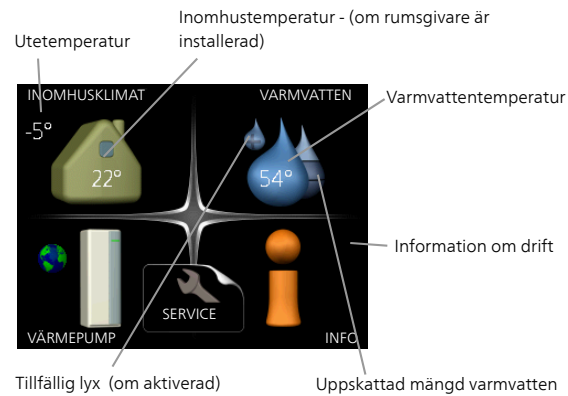 Inomhustemperatur - (om rumsgivare är
installerad)
Utetemperatur
INOMHUSKLIMAT
VARMVATTEN
Varmvattentemperatur
-5°
22°
54°
Information om drift
SERVICE
VÄRMEPUMP
INFO
Tillfällig lyx (om aktiverad)
Uppskattad mängd varmvatten